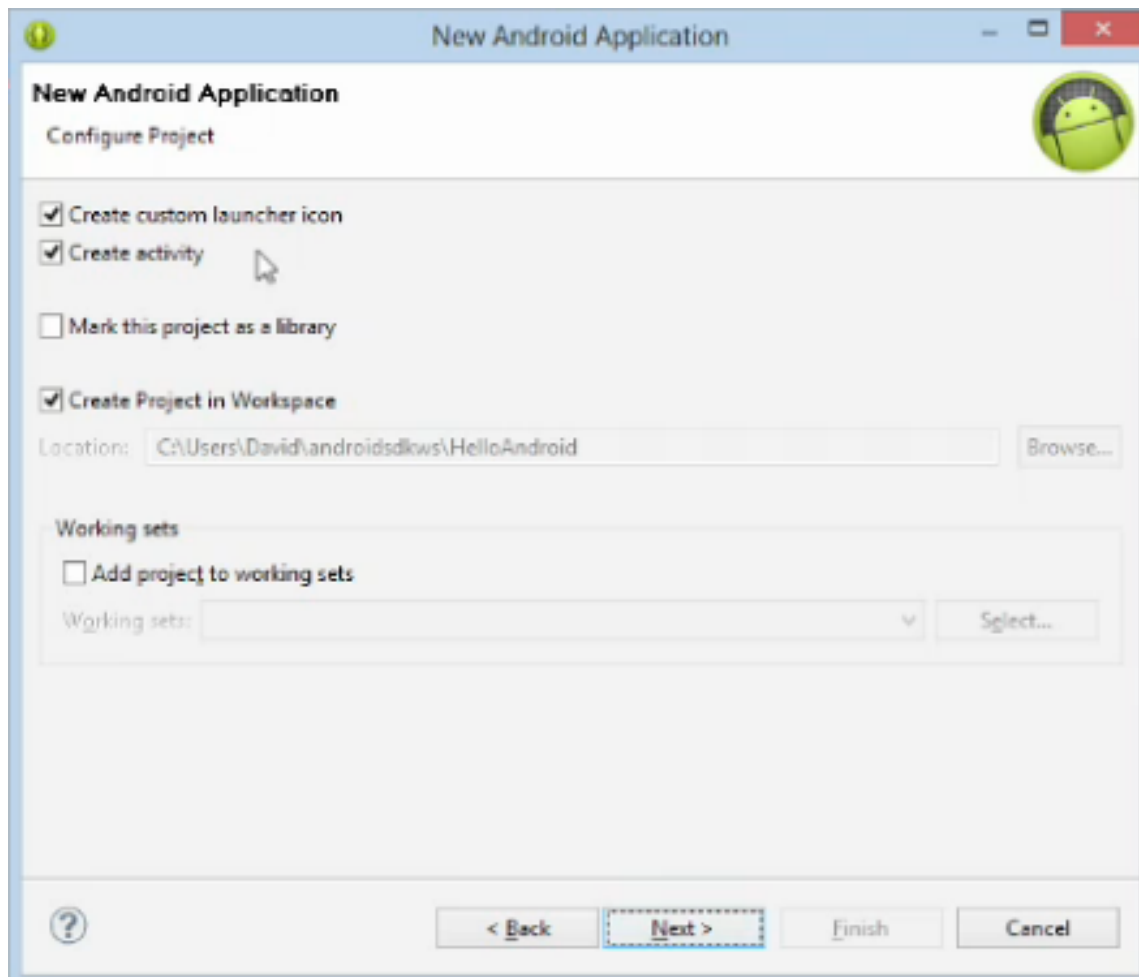 New Android Application
New Android Application
Configure Project
Create custom launcher icon
Create activity
Mark this project as a library
Create Project in Workspace
Location: C:\Users\David\androidsdkws\HelloAndroid Browse...
Working sets
Add project to working sets
Working sets: Select...
? < Back Next > Finish Cancel